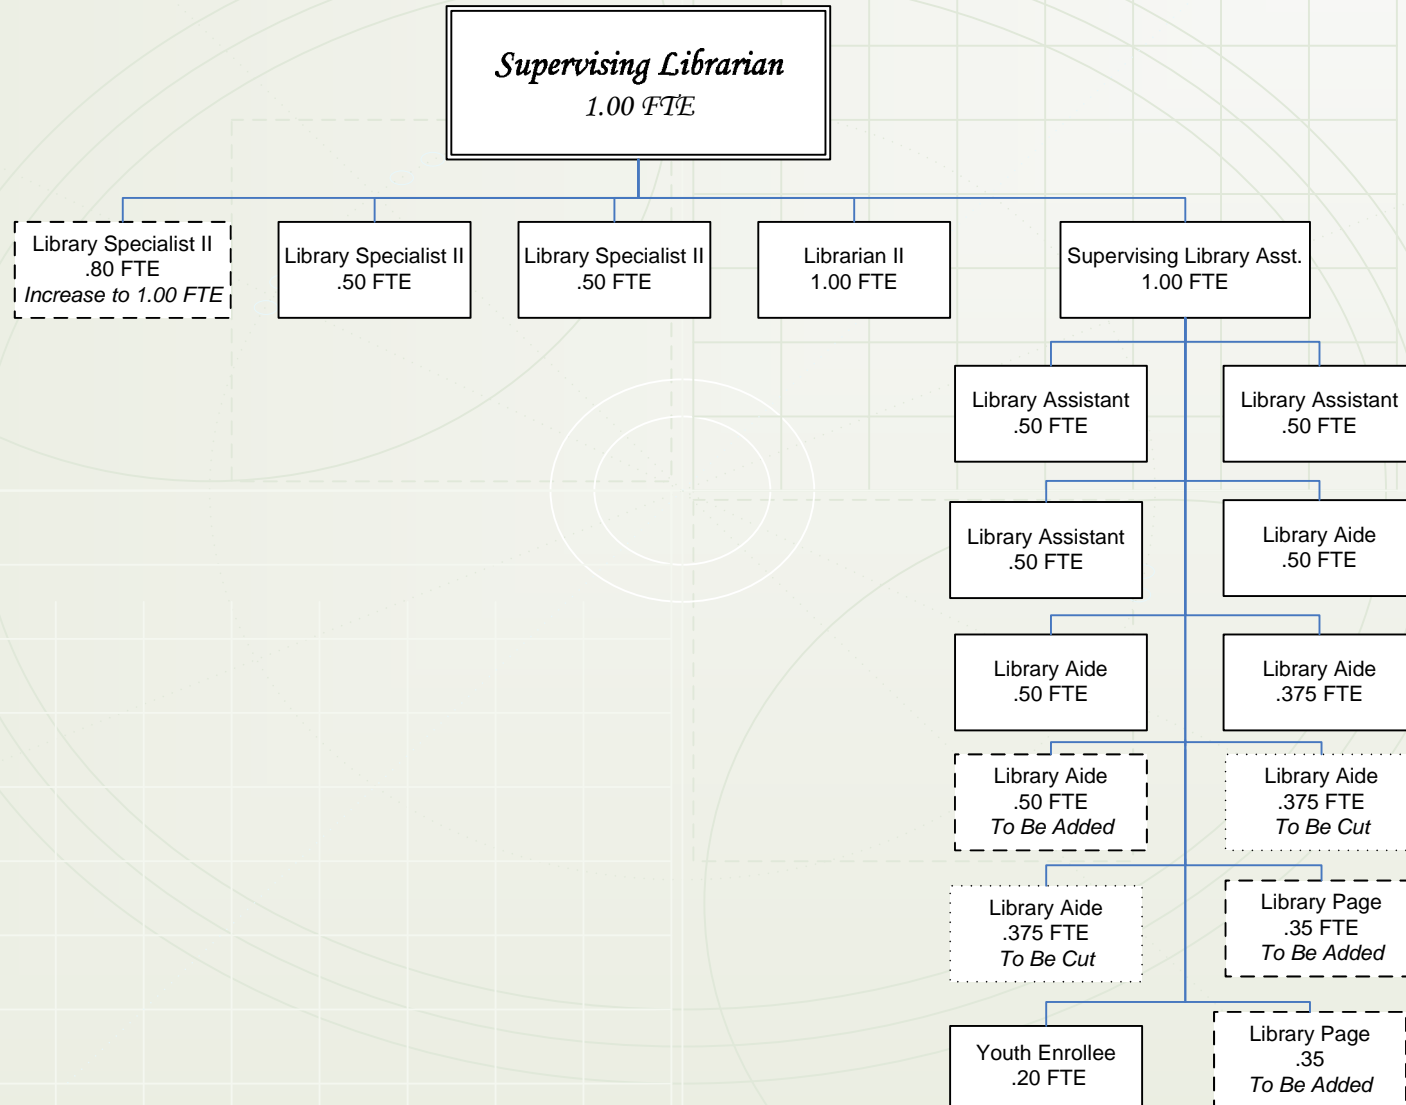 Supervising Librarian
1.00 FTE
Library Specialist II
.80 FTE
Increase to 1.00 FTE
Library Specialist II
.50 FTE
Library Specialist II
.50 FTE
Librarian II
1.00 FTE
Supervising Library Asst.
1.00 FTE
Library Assistant
.50 FTE
Library Assistant
.50 FTE
Library Assistant
.50 FTE
Library Aide
.50 FTE
Library Aide
.50 FTE
Library Aide
.375 FTE
Library Aide
.50 FTE
To Be Added
Library Aide
.375 FTE
To Be Cut
Library Aide
.375 FTE
To Be Cut
Library Page
.35 FTE
To Be Added
Youth Enrollee
.20 FTE
Library Page
.35
To Be Added